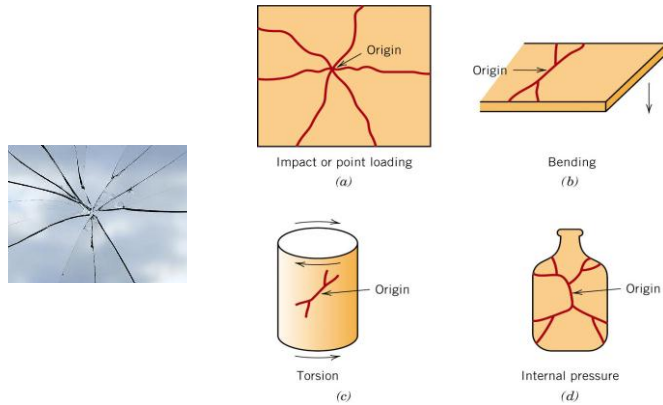 Origin
Impact or point loading
(a)
Origin
Bending
(b)
Origin
Torsion
(c)
Origin
Internal pressure
(d)